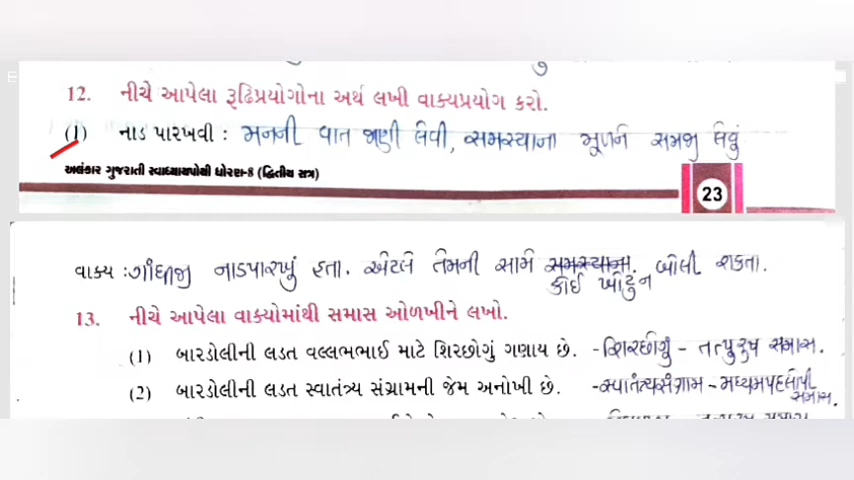 12. નીચે આપેલા રૂઢિપ્રયોગોના અર્થ લખી વાક્યપ્રયોગ કરો.
(1) નાડ પારખવી : મનની વાત જાણી લેવી, સમસ્યાના મૂળને સમજી લેવું
અલંકાર ગુજરાતી સ્વાધ્યાયપોથી ધોરણ-8 (દ્વિતીય સત્ર)
23
વાક્ય : ગાંધીજી નાડપારખું હતા. એટલે તેમની સામે સમસ્યાના. બોલી શકતા.
કોઈ ખોટું ન
13. નીચે આપેલા વાક્યોમાંથી સમાસ ઓળખીને લખો.
(1) બારડોલીની લડત વલ્લભભાઈ માટે શિરછોગું ગણાય છે. - શિરછોગું - તત્પુરુષ સમાસ.
(2) બારડોલીની લડત સ્વાતંત્ર્ય સંગ્રામની જેમ અનોખી છે. - સ્વાતંત્ર્યસંગ્રામ - મધ્યમપદલોપી
સમાસ.